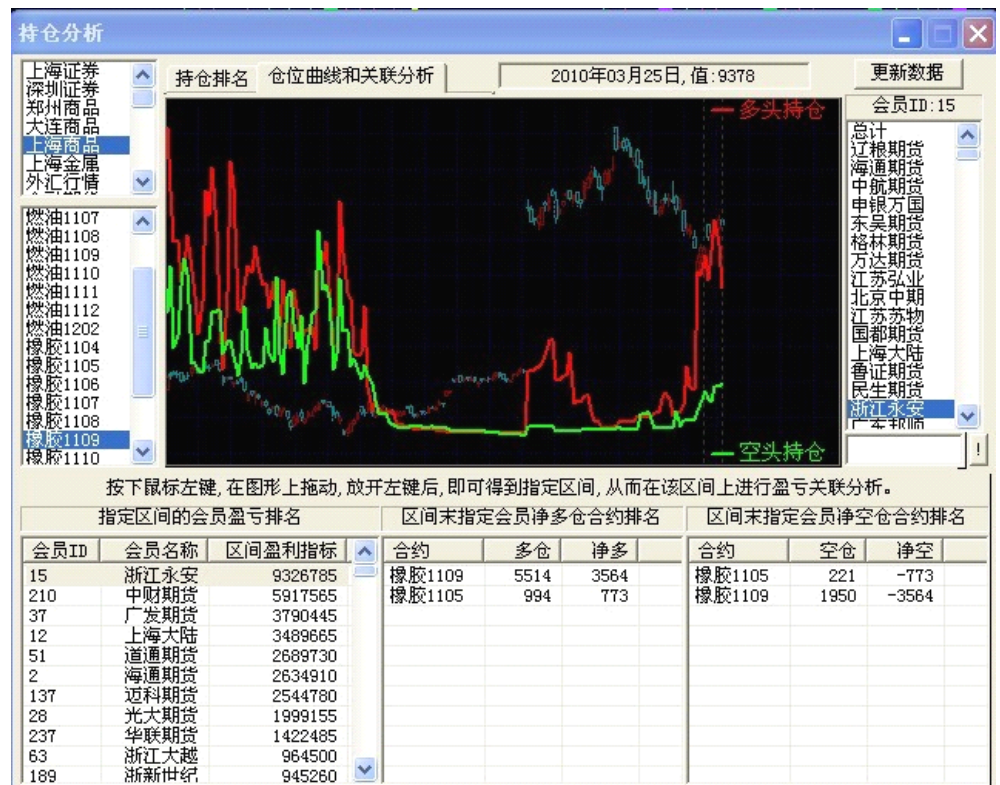 持仓分析
上海证券
深圳证券
郑州商品
大连商品
上海商品
上海金属
外汇行情
燃油1107
燃油1108
燃油1109
燃油1110
燃油1111
燃油1112
燃油1202
橡胶1104
橡胶1105
橡胶1106
橡胶1107
橡胶1108
橡胶1109
橡胶1110
持仓排名 仓位曲线和关联分析 2010年03月25日,值:9378
多头持仓
空头持仓
更新数据
会员ID:15
总计
辽粮期货
海通期货
中航期货
申银万国
东吴期货
格林期货
万达期货
江苏弘业
北京中期
江苏苏物
国都期货
上海大陆
鲁证期货
民生期货
浙江永安
!
按下鼠标左键,在图形上拖动,放开左键后,即可得到指定区间,从而在该区间上进行盈亏关联分析。
指定区间的会员盈亏排名 区间末指定会员净多仓合约排名 区间末指定会员净空仓合约排名
会员ID 会员名称 区间盈利指标 合约 多仓 净多 合约 空仓 净空
15 浙江永安 9326785 橡胶1109 5514 3564 橡胶1105 221 -773
210 中财期货 5917565 橡胶1105 994 773 橡胶1109 1950 -3564
37 广发期货 3790445
12 上海大陆 3489665
51 道通期货 2689730
2 海通期货 2634910
137 迈科期货 2544780
28 光大期货 1999155
237 华联期货 1422485
63 浙江大越 964500
189 浙新世纪 945260